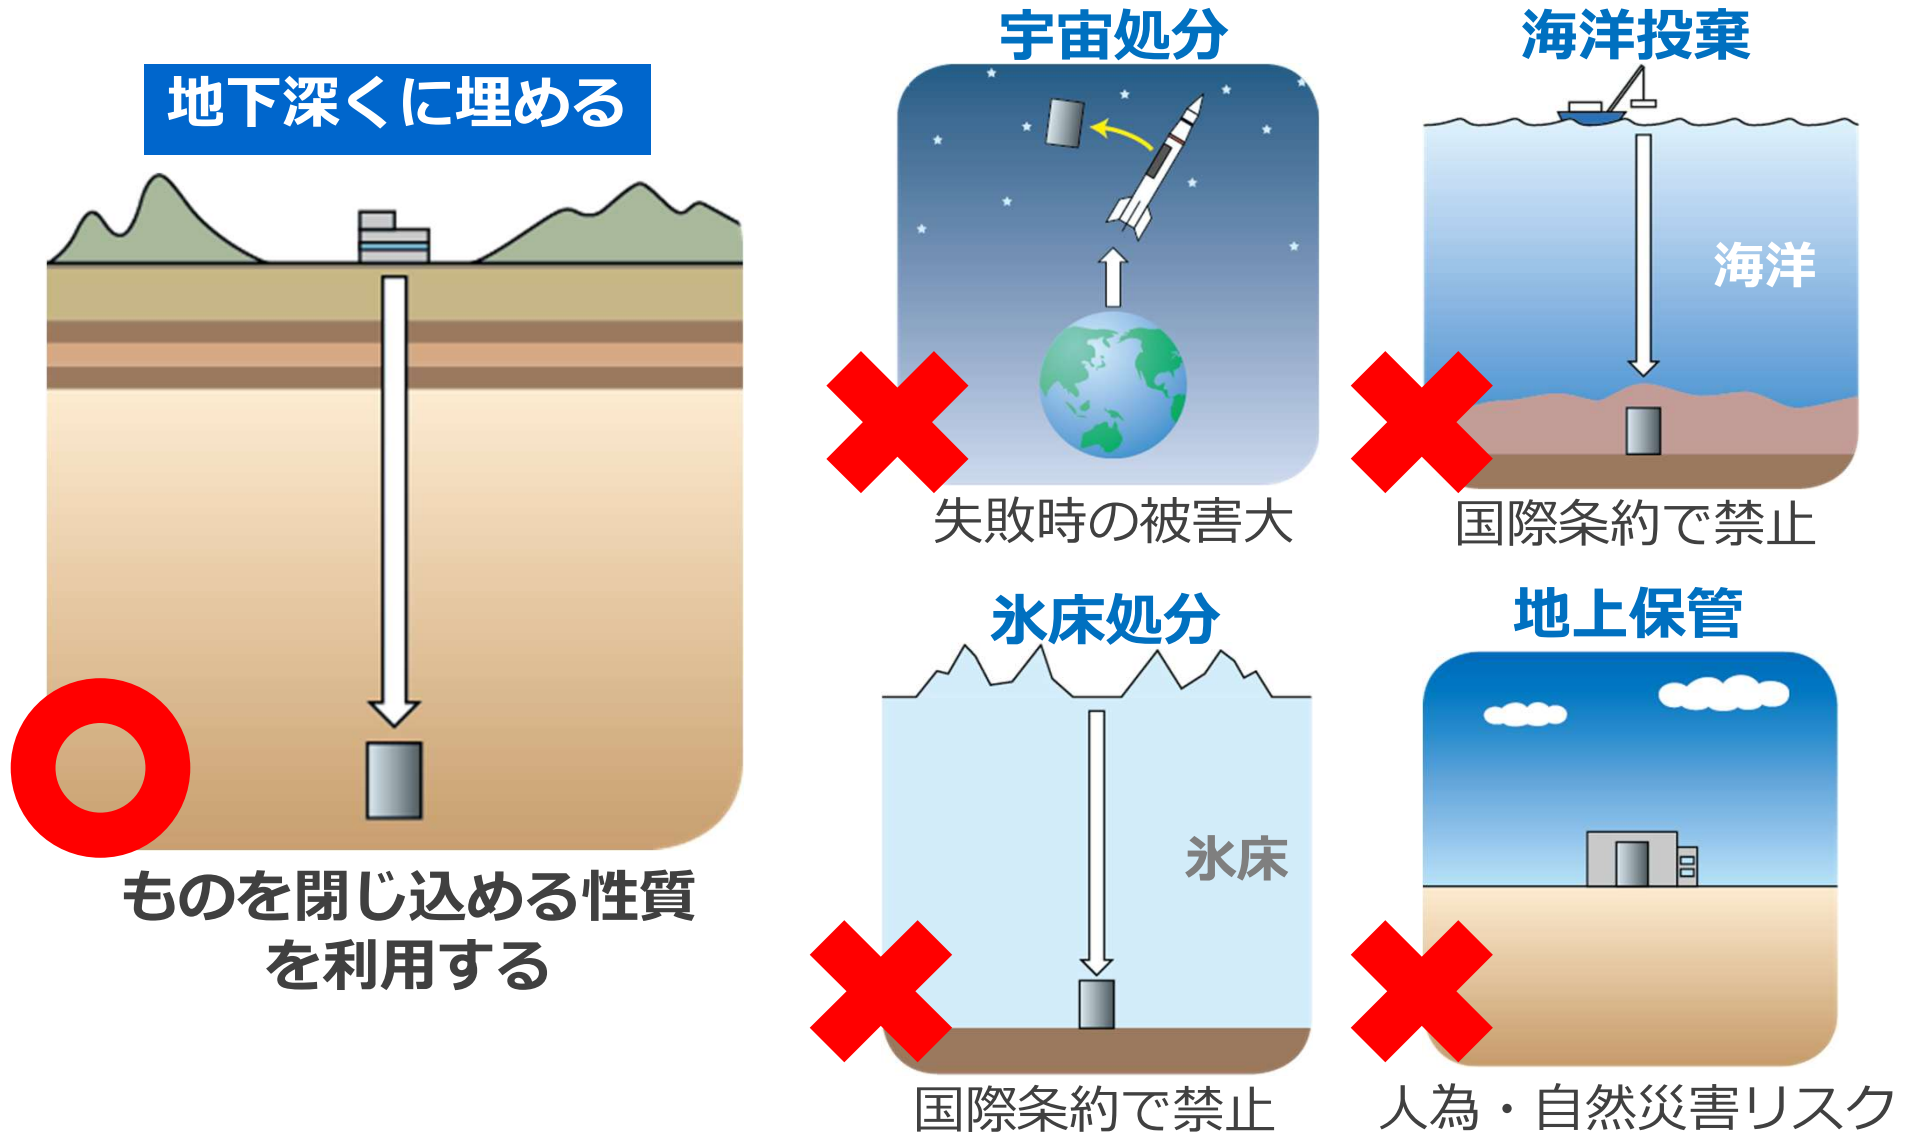 地下深くに埋める
ものを閉じ込める性質
を利用する
宇宙処分
失敗時の被害大
海洋投棄
海洋
国際条約で禁止
氷床処分
氷床
国際条約で禁止
地上保管
人為・自然災害リスク